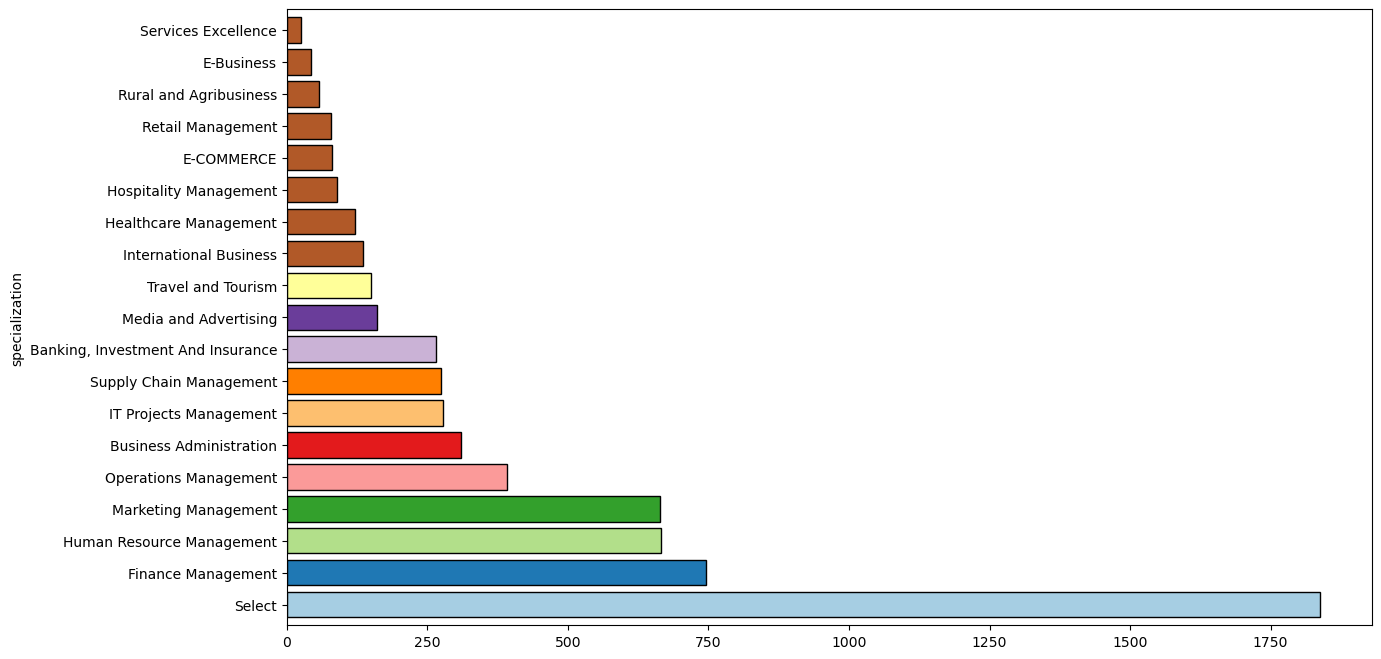 Services Excellence
E-Business
Rural and Agribusiness
Retail Management
E-COMMERCE
Hospitality Management
Healthcare Management
International Business
Travel and Tourism
Media and Advertising
Banking, Investment And Insurance
Supply Chain Management
IT Projects Management
Business Administration
Operations Management
Marketing Management
Human Resource Management
Finance Management
Select
specialization
0 250 500 750 1000 1250 1500 1750